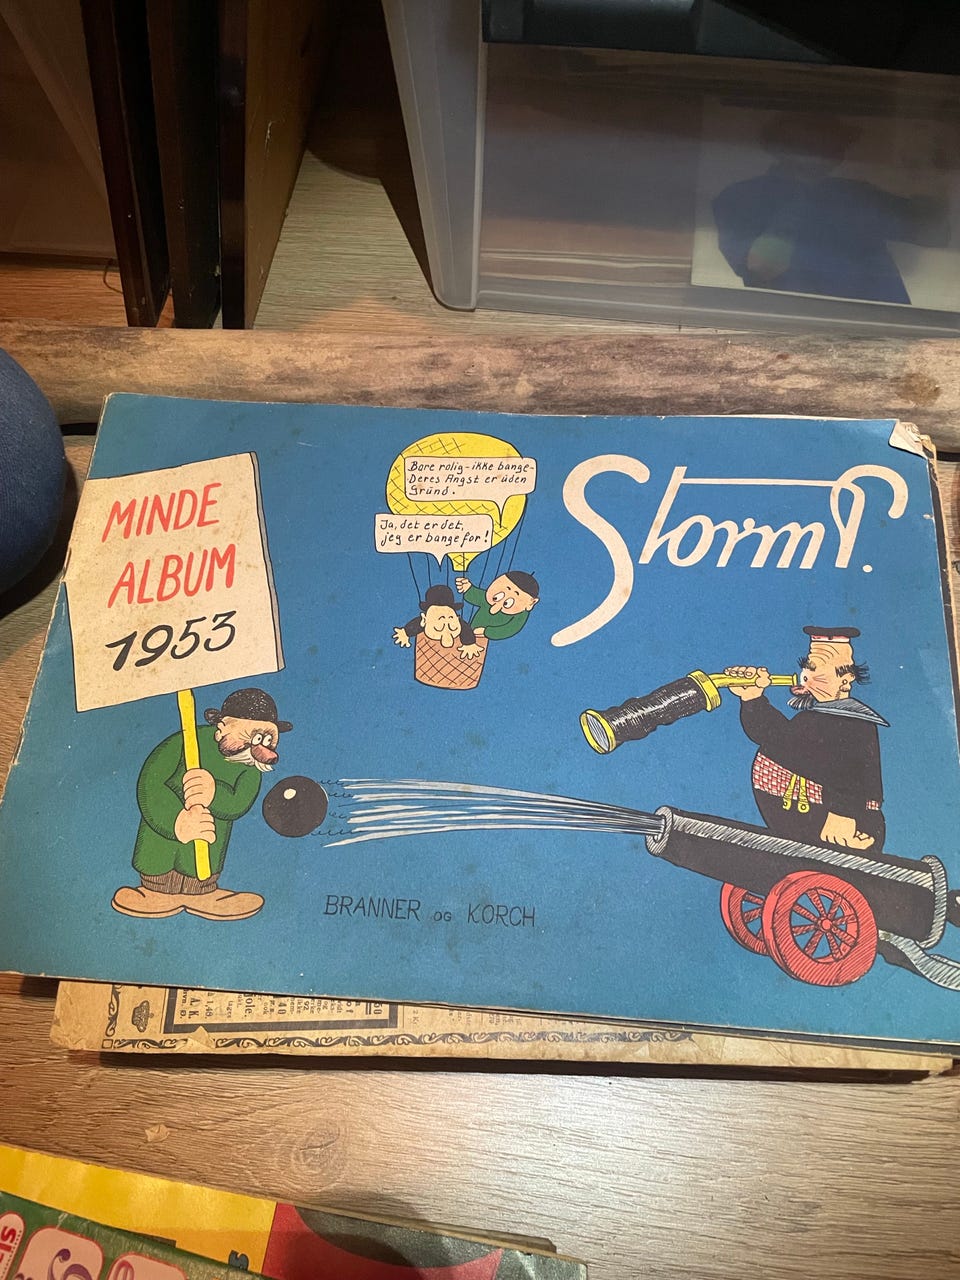 MINDE
ALBUM
1953
Bare rolig - ikke bange -
Deres Angst er uden
Grund.
Ja, det er det,
jeg er bange for!
Storm P.
BRANNER OG KORCH